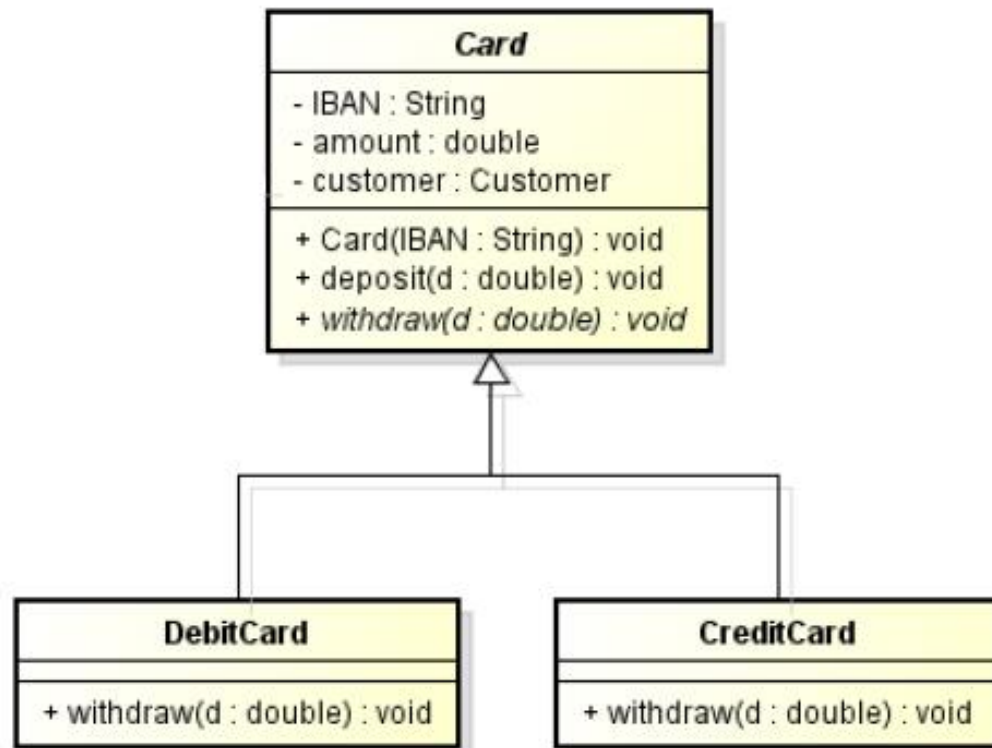 Card
- IBAN : String
- amount : double
- customer : Customer
+ Card(IBAN : String) : void
+ deposit(d : double) : void
+ withdraw(d : double) : void
DebitCard
+ withdraw(d : double) : void
CreditCard
+ withdraw(d : double) : void